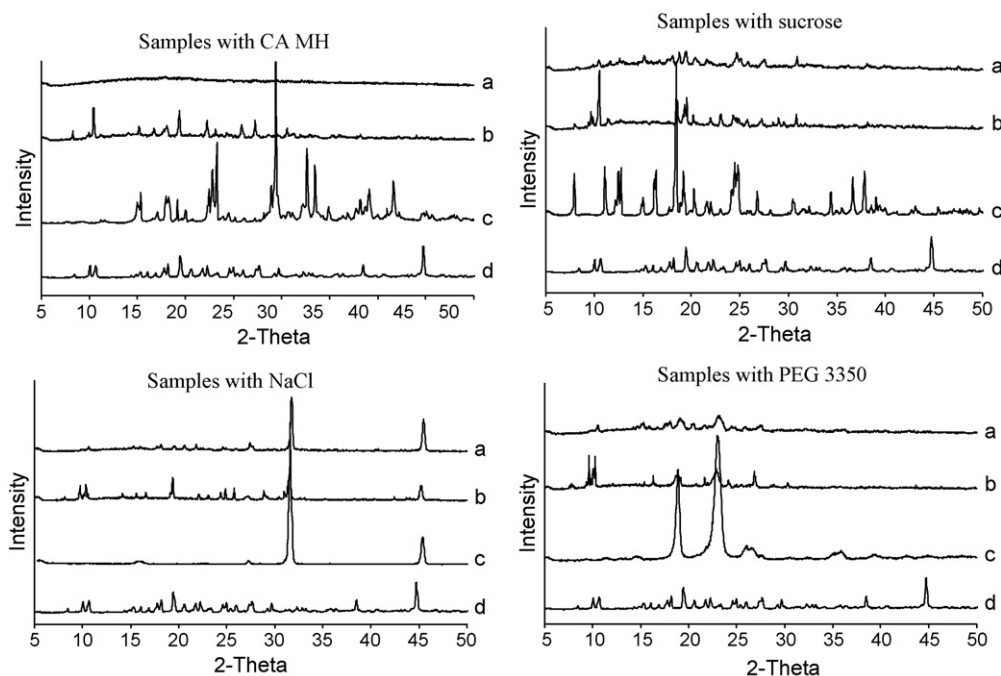 Samples with CA MH
a
b
c
d
Intensity
5 10 15 20 25 30 35 40 45 50
2-Theta
Samples with sucrose
a
b
c
d
Intensity
5 10 15 20 25 30 35 40 45 50
2-Theta
Samples with NaCl
a
b
c
d
Intensity
5 10 15 20 25 30 35 40 45 50
2-Theta
Samples with PEG 3350
a
b
c
d
Intensity
5 10 15 20 25 30 35 40 45 50
2-Theta